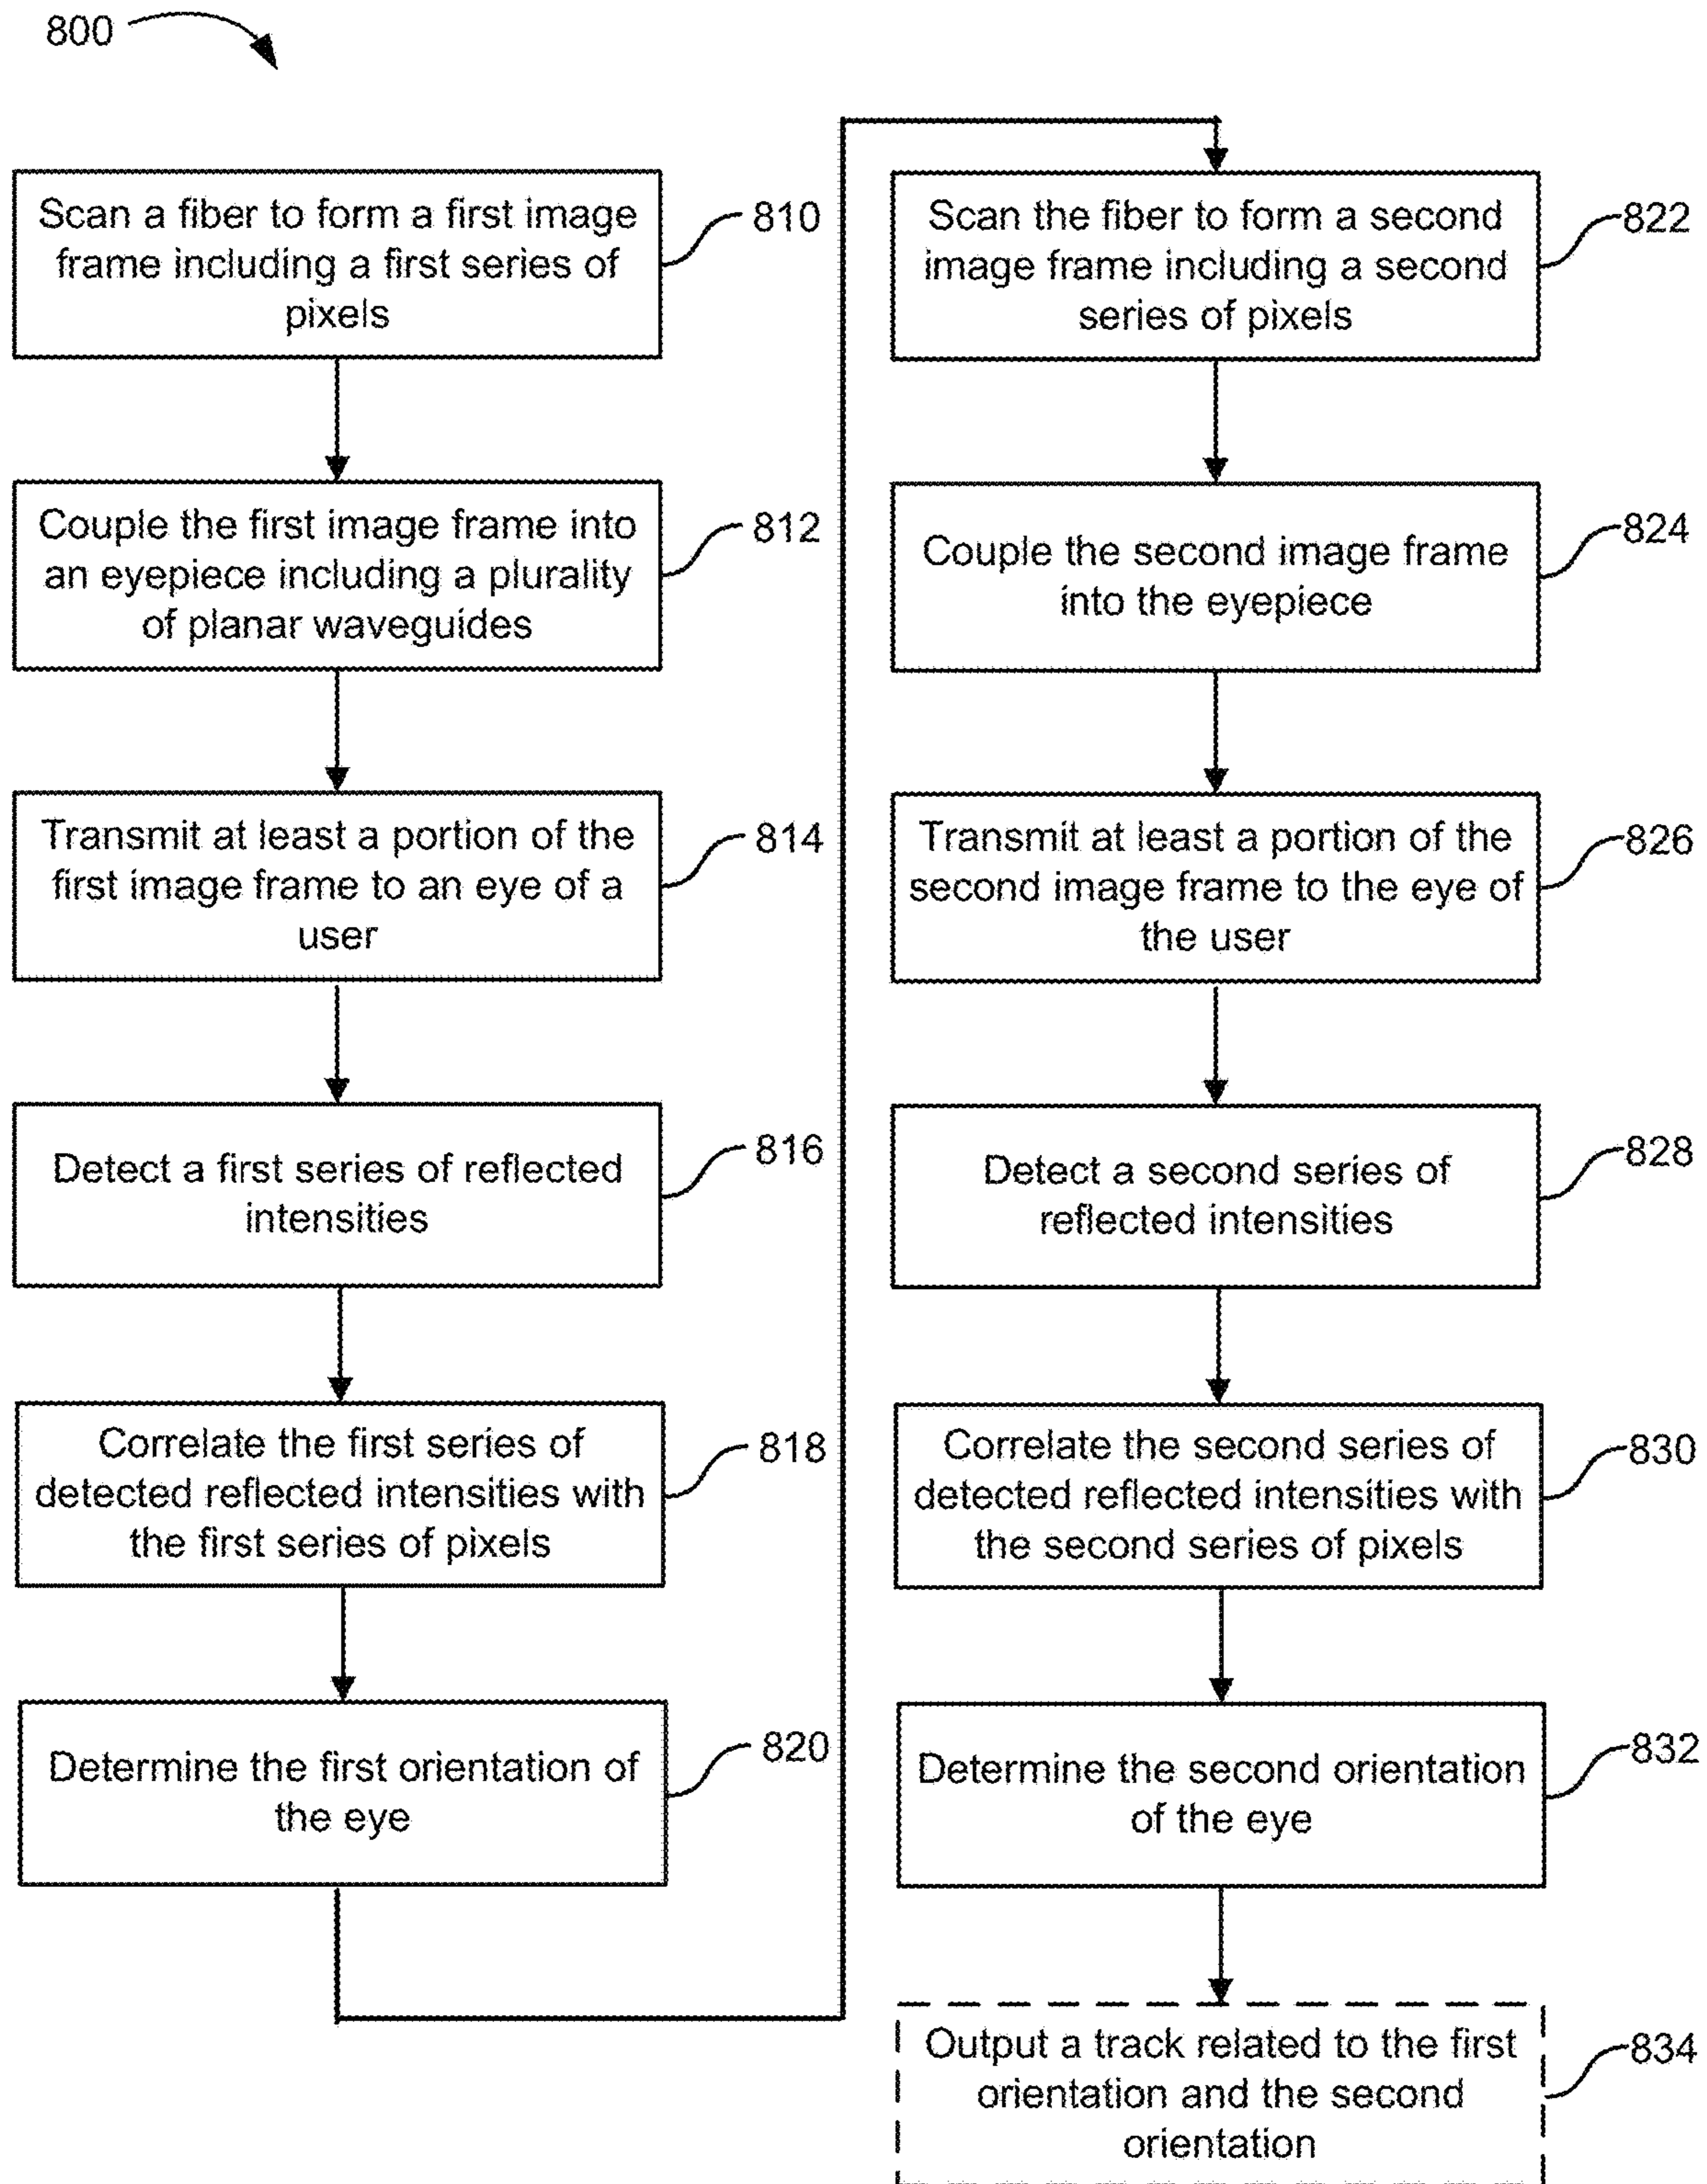 800
Scan a fiber to form a first image
frame including a first series of
pixels
810
Couple the first image frame into
an eyepiece including a plurality
of planar waveguides
812
Transmit at least a portion of the
first image frame to an eye of a
user
814
Detect a first series of reflected
intensities
816
Correlate the first series of
detected reflected intensities with
the first series of pixels
818
Determine the first orientation of
the eye
820
Scan the fiber to form a second
image frame including a second
series of pixels
822
Couple the second image frame
into the eyepiece
824
Transmit at least a portion of the
second image frame to the eye of
the user
826
Detect a second series of
reflected intensities
828
Correlate the second series of
detected reflected intensities with
the second series of pixels
830
Determine the second orientation
of the eye
832
Output a track related to the first
orientation and the second
orientation
834